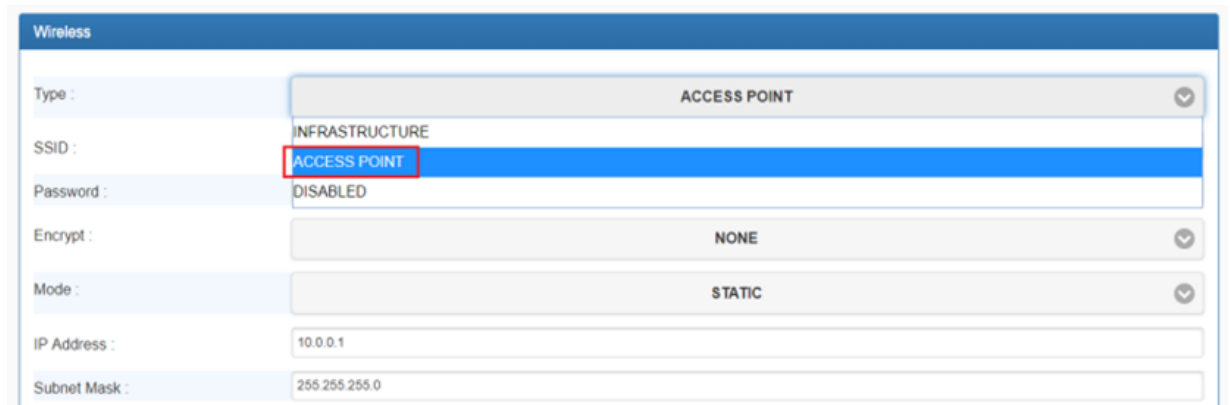 Wireless
Type : ACCESS POINT
INFRASTRUCTURE
SSID :
ACCESS POINT
Password : DISABLED
Encrypt : NONE
Mode : STATIC
IP Address : 10.0.0.1
Subnet Mask : 255.255.255.0